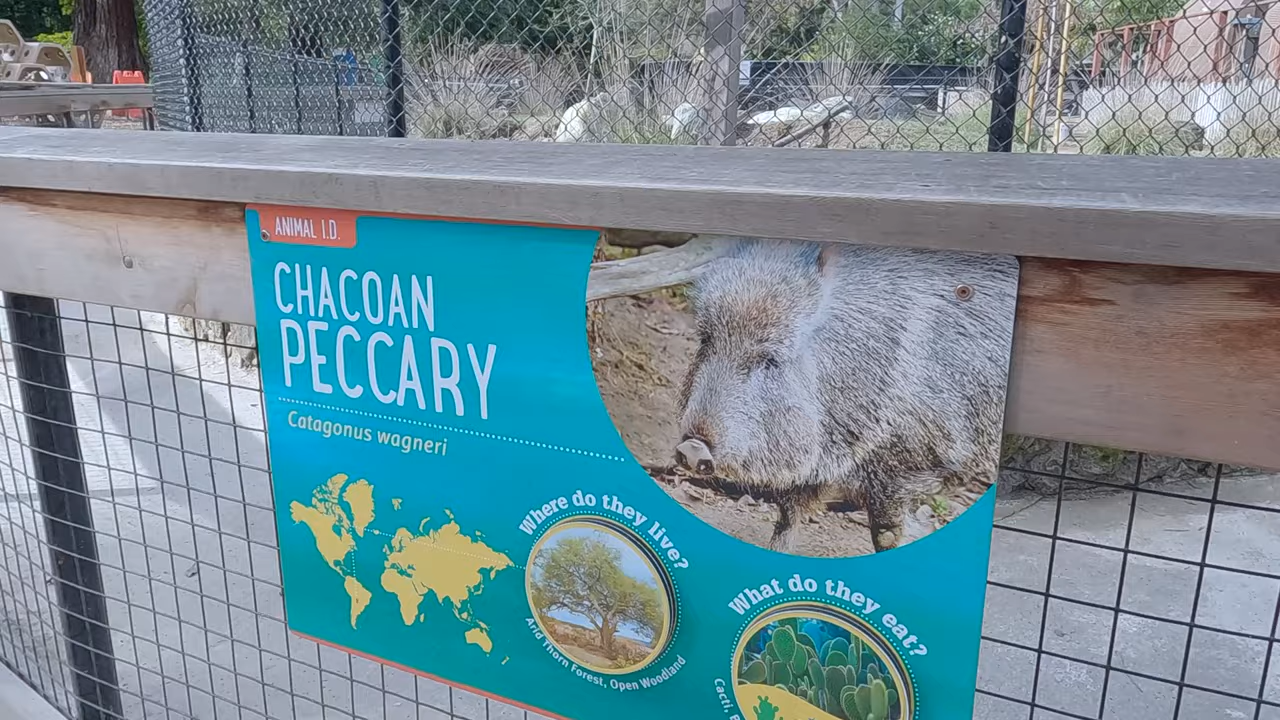 ANIMAL I.D.
CHACOAN
PECCARY
Catagonus wagneri
Where do they live?
Arid Thorn Forest, Open Woodland
What do they eat?
Cacti,